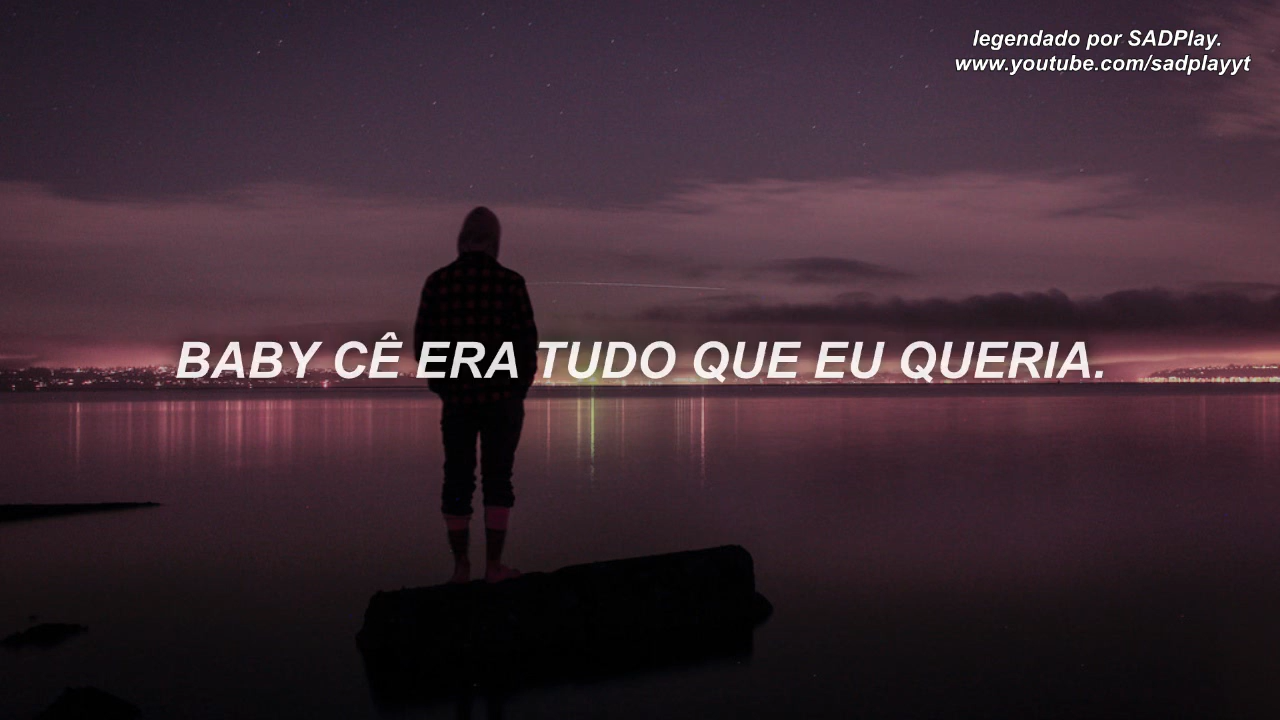 legendado por SADPlay.
www.youtube.com/sadplayyt
BABY CÊ ERA TUDO QUE EU QUERIA.